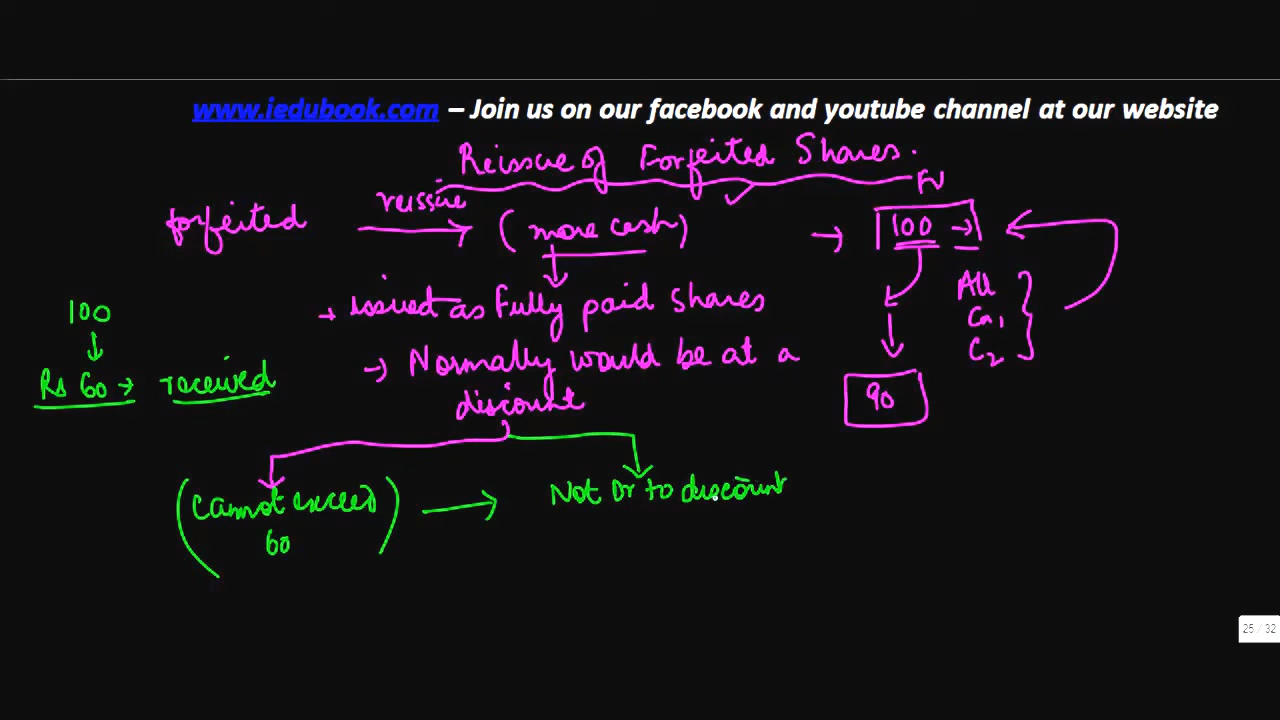 www.iedubook.com – Join us on our facebook and youtube channel at our website
Reissue of Forfeited Shares.
FV
forfeited reissue (more cash) 100
issued as Fully paid Shares
All
Ca1
C2
100
Normally would be at a
discount
Rs 60 → received
90
(Cannot exceed
60)
Not Dr to discount
25 / 32